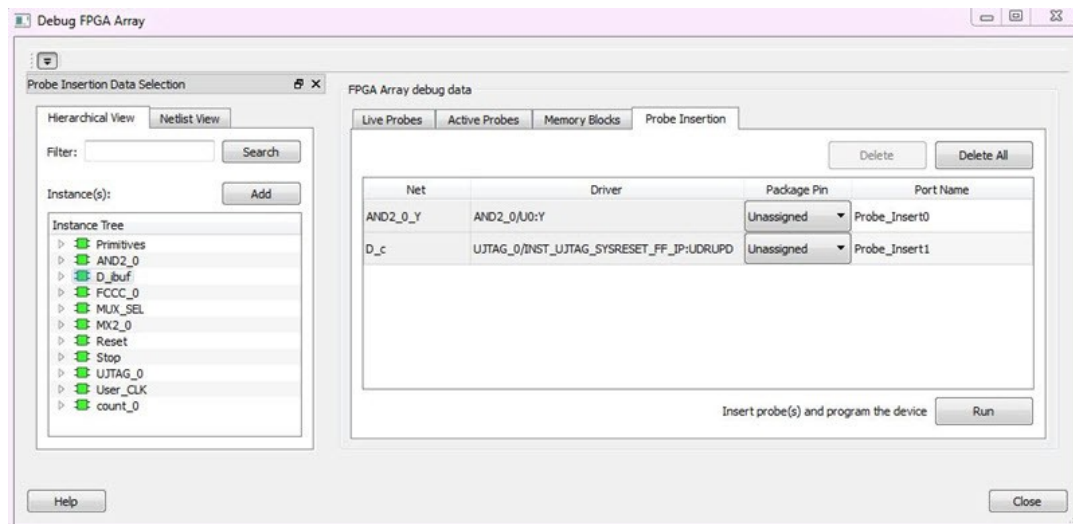 Debug FPGA Array
Probe Insertion Data Selection
Hierarchical View Netlist View
Filter: Search
Instance(s): Add
Instance Tree
Primitives
AND2_0
D_ibuf
FCCC_0
MUX_SEL
MX2_0
Reset
Stop
UJTAG_0
User_CLK
count_0
FPGA Array debug data
Live Probes Active Probes Memory Blocks Probe Insertion
Delete Delete All
Net Driver Package Pin Port Name
AND2_0_Y AND2_0/U0:Y Unassigned Probe_Insert0
D_c UJTAG_0/INST_UJTAG_SYSRESET_FF_IP:UDRUPD Unassigned Probe_Insert1
Insert probe(s) and program the device Run
Help Close